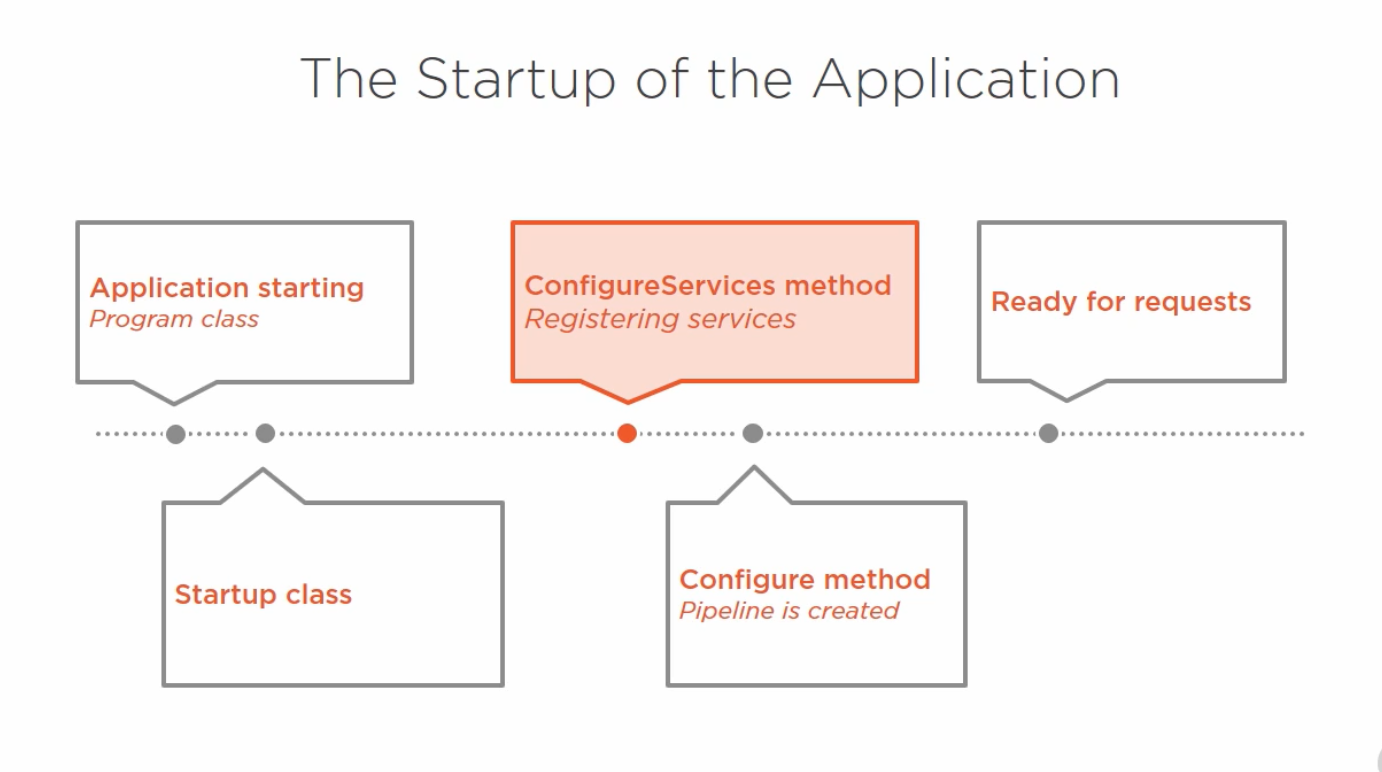 The Startup of the Application
Application starting
Program class
Startup class
ConfigureServices method
Registering services
Configure method
Pipeline is created
Ready for requests